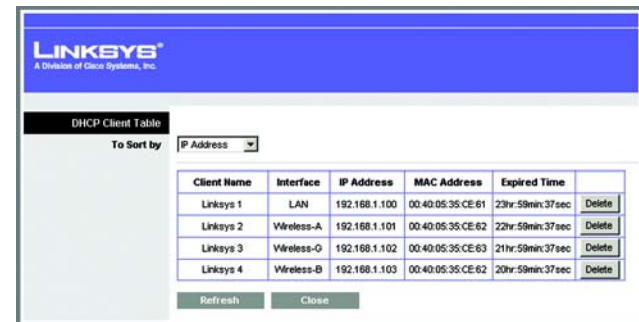 LINKSYS®
A Division of Cisco Systems, Inc.
DHCP Client Table
To Sort by IP Address
Client Name Interface IP Address MAC Address Expired Time
Linksys 1 LAN 192.168.1.100 00:40:05:35:CE:61 23hr:59min:37sec Delete
Linksys 2 Wireless-A 192.168.1.101 00:40:05:35:CE:62 22hr:59min:37sec Delete
Linksys 3 Wireless-G 192.168.1.102 00:40:05:35:CE:63 21hr:59min:37sec Delete
Linksys 4 Wireless-B 192.168.1.103 00:40:05:35:CE:62 20hr:59min:37sec Delete
Refresh Close